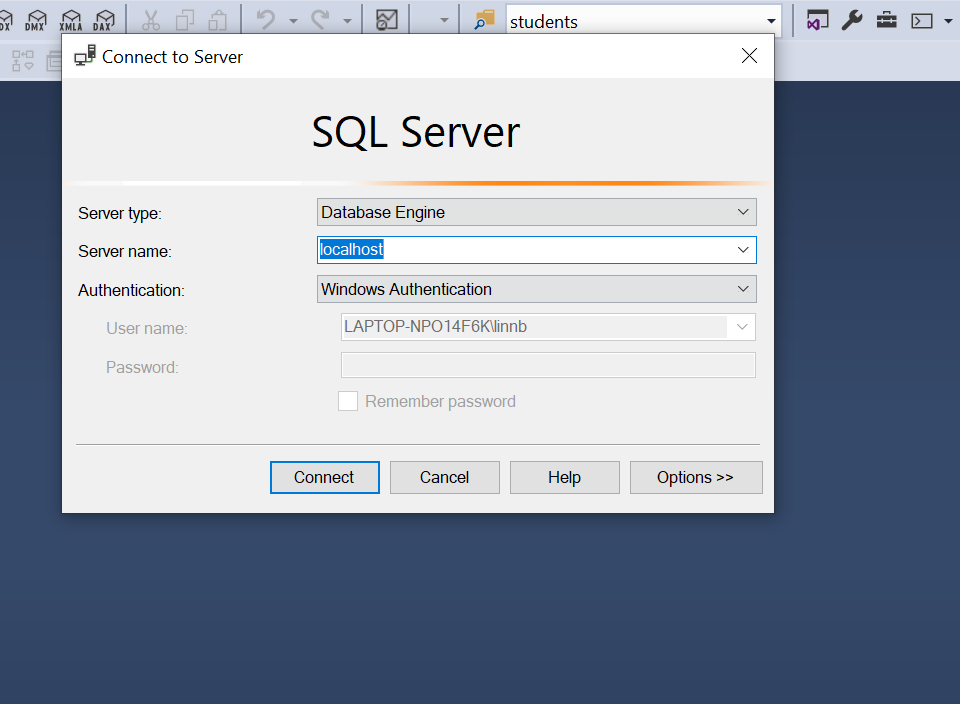 DMX XMLA DAX students
Connect to Server
SQL Server
Server type: Database Engine
Server name: localhost
Authentication: Windows Authentication
User name: LAPTOP-NPO14F6K\linnb
Password:
Remember password
Connect Cancel Help Options >>